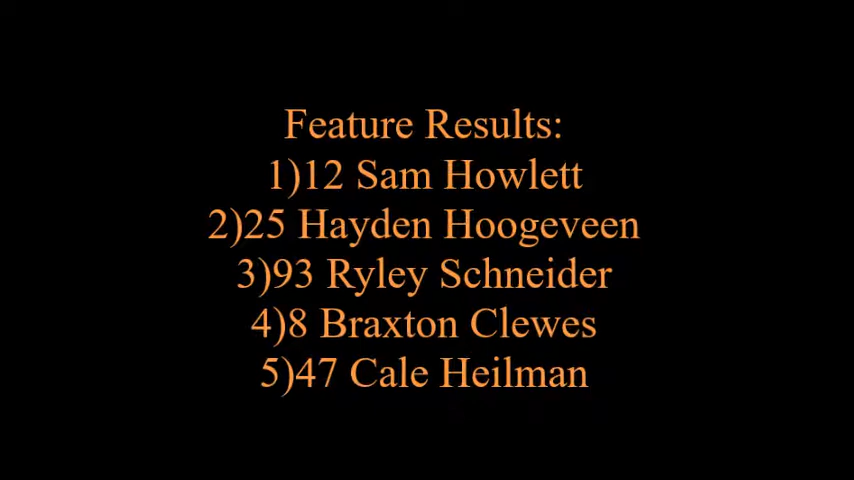 Feature Results:
1)12 Sam Howlett
2)25 Hayden Hoogeveen
3)93 Ryley Schneider
4)8 Braxton Clewes
5)47 Cale Heilman